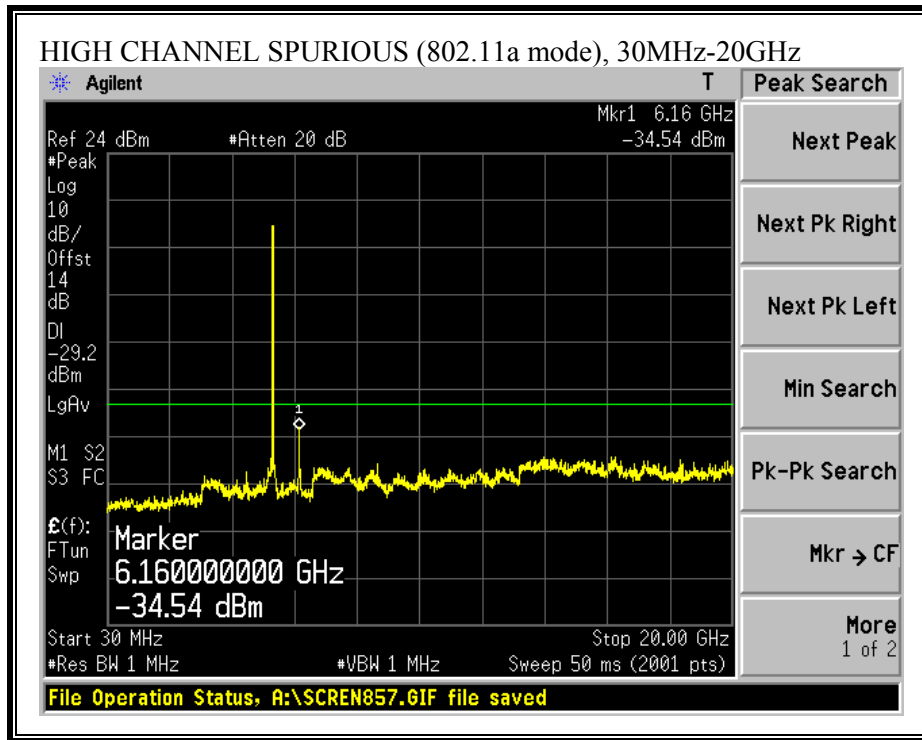 HIGH CHANNEL SPURIOUS (802.11a mode), 30MHz-20GHz
Agilent T Peak Search
Mkr1 6.16 GHz
Ref 24 dBm #Atten 20 dB -34.54 dBm
#Peak
Log
10
dB/
Offst
14
dB
DI
-29.2
dBm
LgAv
1
M1 S2
S3 FC
£(f):
FTun
Swp
Marker
6.160000000 GHz
-34.54 dBm
Start 30 MHz Stop 20.00 GHz
#Res BW 1 MHz #VBW 1 MHz Sweep 50 ms (2001 pts)
File Operation Status, A:\SCREN857.GIF file saved
Next Peak
Next Pk Right
Next Pk Left
Min Search
Pk-Pk Search
Mkr → CF
More
1 of 2